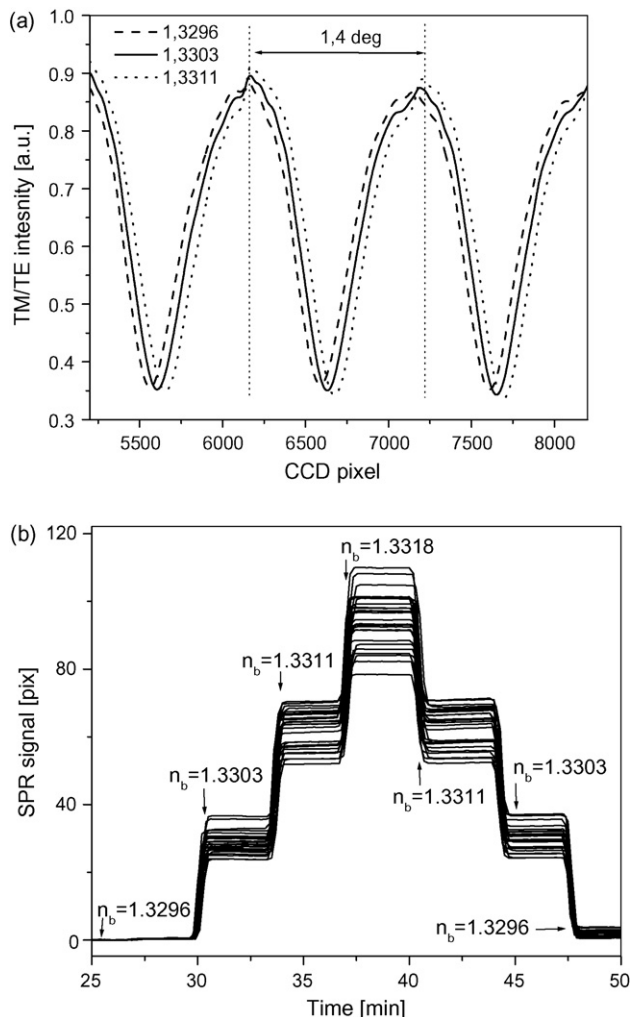 (a)
1,3296
1,3303
1,3311
1,4 deg
1.0
0.9
0.8
0.7
0.6
0.5
0.4
0.3
TM/TE intesnity [a.u.]
5500 6000 6500 7000 7500 8000
CCD pixel
(b)
120
80
40
0
SPR signal [pix]
n_b=1.3318
n_b=1.3311
n_b=1.3303
n_b=1.3296
n_b=1.3311
n_b=1.3303
n_b=1.3296
25 30 35 40 45 50
Time [min]